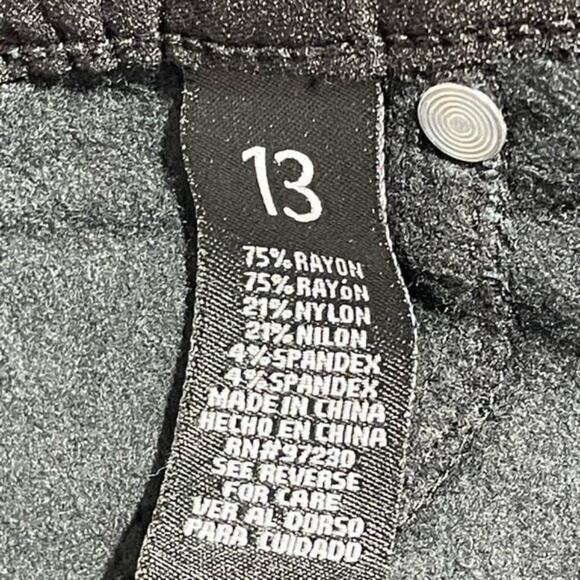 13
75% RAYON
75% RAYÓN
21% NYLON
21% NILON
4% SPANDEX
4% SPANDEX
MADE IN CHINA
HECHO EN CHINA
RN# 97230
SEE REVERSE
FOR CARE
VER AL DORSO
PARA CUIDADO